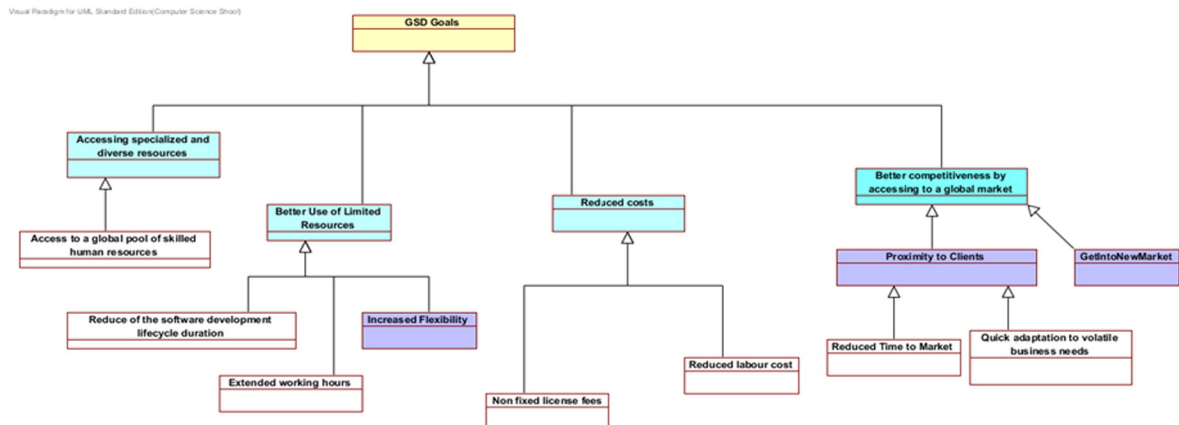 Visual Paradigm for UML Standard Edition(Computer Science Shool)
GSD Goals
Accessing specialized and
diverse resources
Better competitiveness by
accessing to a global market
Better Use of Limited
Resources
Reduced costs
Access to a global pool of skilled
human resources
Proximity to Clients
GetIntoNewMarket
Reduce of the software development
lifecycle duration
Increased Flexibility
Reduced Time to Market
Quick adaptation to volatile
business needs
Extended working hours
Reduced labour cost
Non fixed license fees